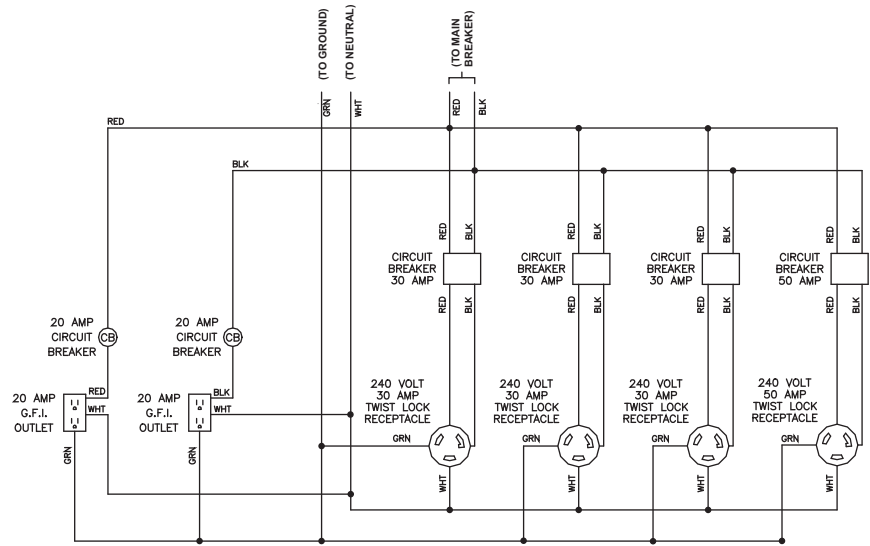 (TO GROUND)
(TO NEUTRAL)
(TO MAIN
BREAKER)
GRN
WHT
RED
BLK
RED
BLK
RED
BLK
RED
BLK
RED
BLK
RED
BLK
CIRCUIT
BREAKER
30 AMP
CIRCUIT
BREAKER
30 AMP
CIRCUIT
BREAKER
30 AMP
CIRCUIT
BREAKER
50 AMP
RED
BLK
RED
BLK
RED
BLK
RED
BLK
20 AMP
CIRCUIT
BREAKER
CB
20 AMP
CIRCUIT
BREAKER
CB
20 AMP
G.F.I.
OUTLET
RED
WHT
GRN
20 AMP
G.F.I.
OUTLET
BLK
WHT
GRN
240 VOLT
30 AMP
TWIST LOCK
RECEPTACLE
240 VOLT
30 AMP
TWIST LOCK
RECEPTACLE
240 VOLT
30 AMP
TWIST LOCK
RECEPTACLE
240 VOLT
50 AMP
TWIST LOCK
RECEPTACLE
GRN
GRN
GRN
GRN
WHT
WHT
WHT
WHT